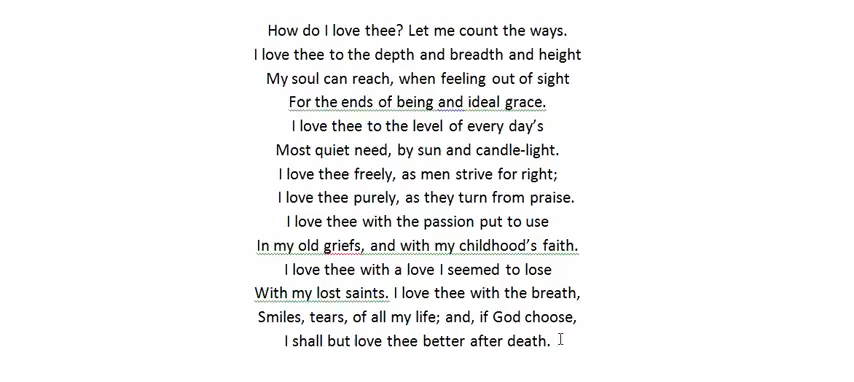 How do I love thee? Let me count the ways.
I love thee to the depth and breadth and height
My soul can reach, when feeling out of sight
For the ends of being and ideal grace.
I love thee to the level of every day’s
Most quiet need, by sun and candle-light.
I love thee freely, as men strive for right;
I love thee purely, as they turn from praise.
I love thee with the passion put to use
In my old griefs, and with my childhood’s faith.
I love thee with a love I seemed to lose
With my lost saints. I love thee with the breath,
Smiles, tears, of all my life; and, if God choose,
I shall but love thee better after death.